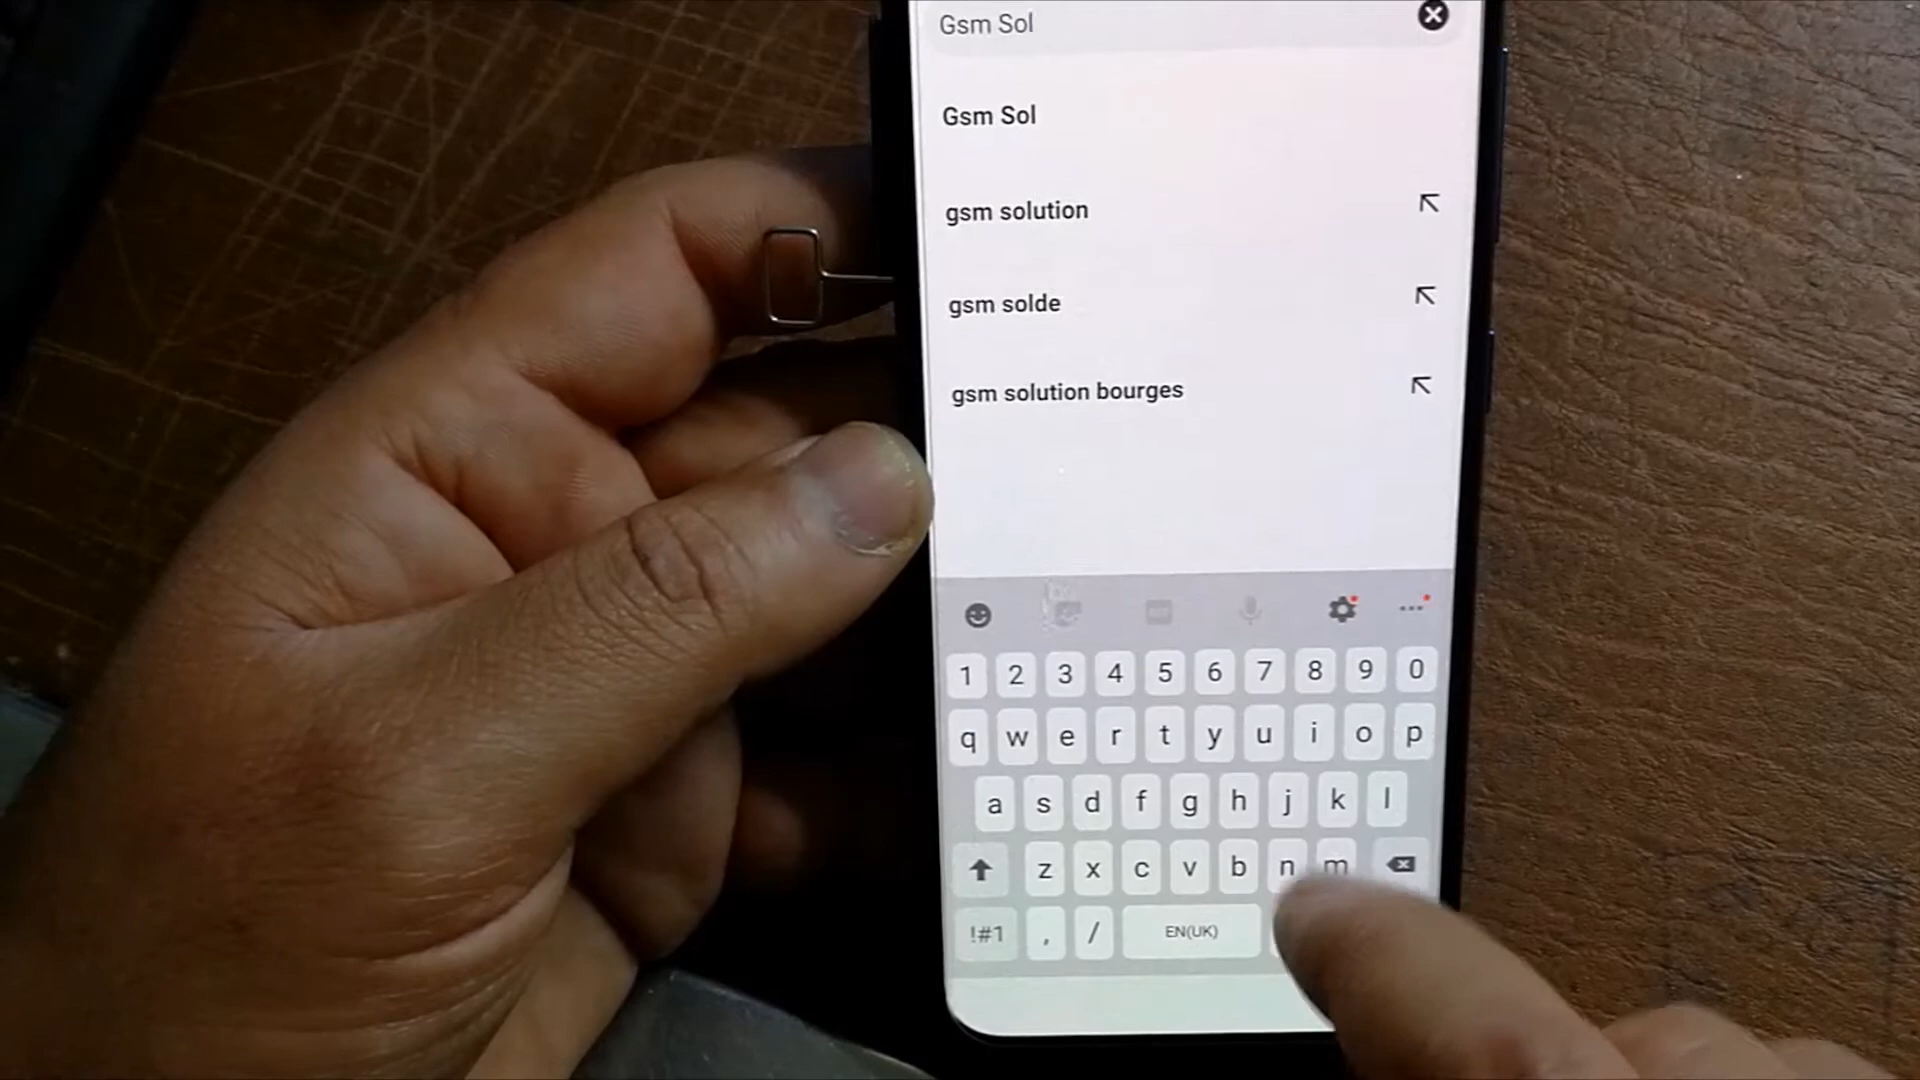 Gsm Sol
Gsm Sol
gsm solution
gsm solde
gsm solution bourges
1 2 3 4 5 6 7 8 9 0
q w e r t y u i o p
a s d f g h j k l
z x c v b n m
!#1 , / EN(UK)